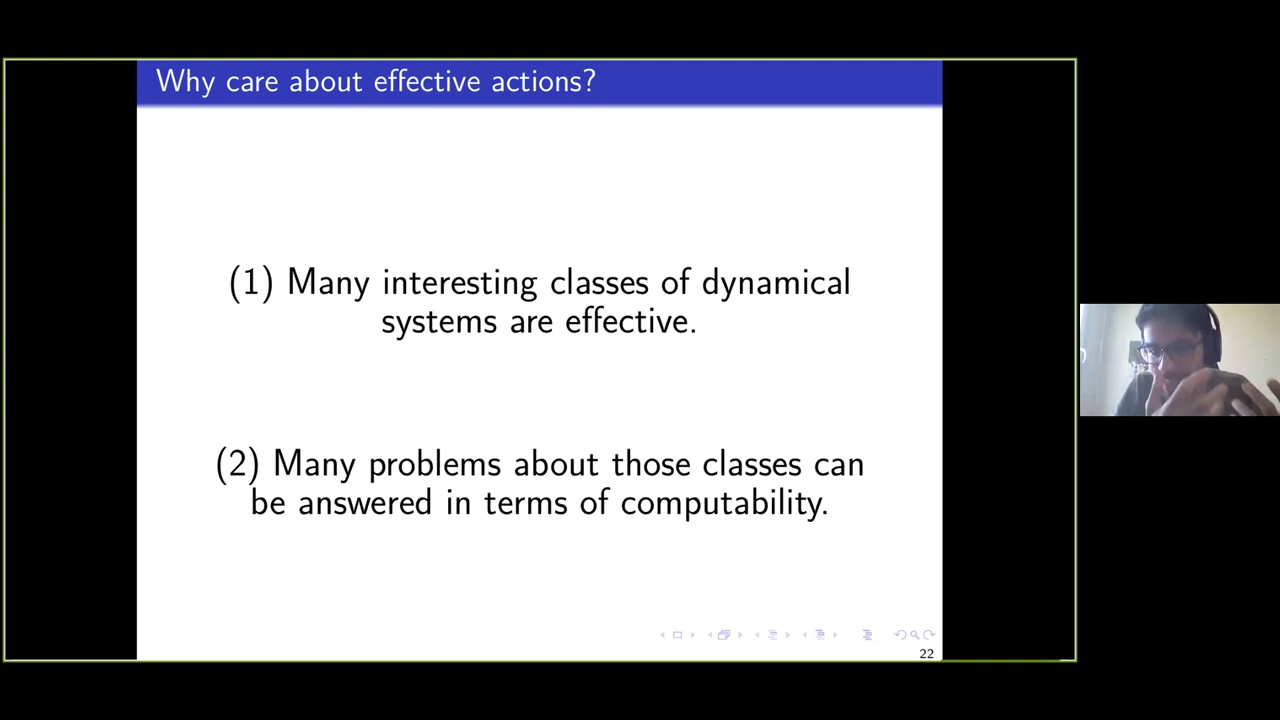 Why care about effective actions?
(1) Many interesting classes of dynamical
systems are effective.
(2) Many problems about those classes can
be answered in terms of computability.
22